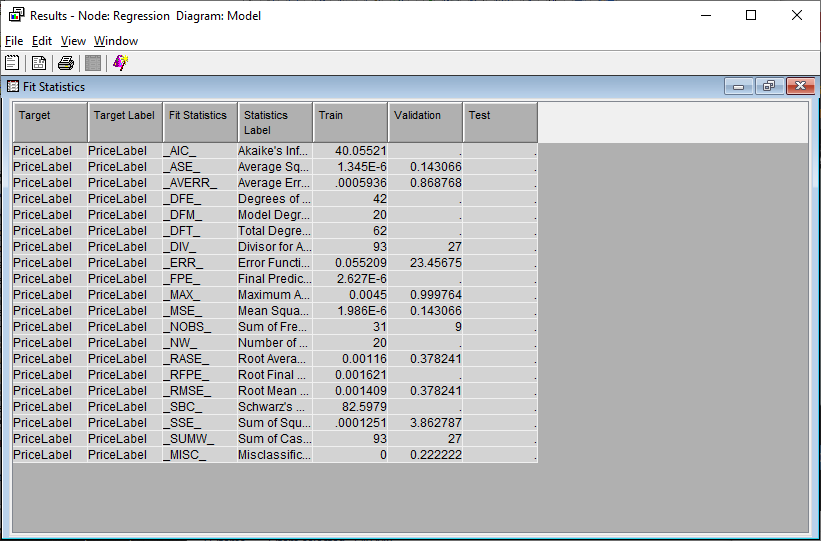 Results - Node: Regression  Diagram: Model
File Edit View Window
Fit Statistics
Target Target Label Fit Statistics Statistics Label Train Validation Test
PriceLabel PriceLabel _AIC_ Akaike's Inf... 40.05521 . .
PriceLabel PriceLabel _ASE_ Average Sq... 1.345E-6 0.143066 .
PriceLabel PriceLabel _AVERR_ Average Err... .0005936 0.868768 .
PriceLabel PriceLabel _DFE_ Degrees of ... 42 . .
PriceLabel PriceLabel _DFM_ Model Degr... 20 . .
PriceLabel PriceLabel _DFT_ Total Degre... 62 . .
PriceLabel PriceLabel _DIV_ Divisor for A... 93 27 .
PriceLabel PriceLabel _ERR_ Error Functi... 0.055209 23.45675 .
PriceLabel PriceLabel _FPE_ Final Predic... 2.627E-6 . .
PriceLabel PriceLabel _MAX_ Maximum A... 0.0045 0.999764 .
PriceLabel PriceLabel _MSE_ Mean Squa... 1.986E-6 0.143066 .
PriceLabel PriceLabel _NOBS_ Sum of Fre... 31 9 .
PriceLabel PriceLabel _NW_ Number of ... 20 . .
PriceLabel PriceLabel _RASE_ Root Avera... 0.00116 0.378241 .
PriceLabel PriceLabel _RFPE_ Root Final ... 0.001621 . .
PriceLabel PriceLabel _RMSE_ Root Mean ... 0.001409 0.378241 .
PriceLabel PriceLabel _SBC_ Schwarz's ... 82.5979 . .
PriceLabel PriceLabel _SSE_ Sum of Squ... .0001251 3.862787 .
PriceLabel PriceLabel _SUMW_ Sum of Cas... 93 27 .
PriceLabel PriceLabel _MISC_ Misclassific... 0 0.222222 .